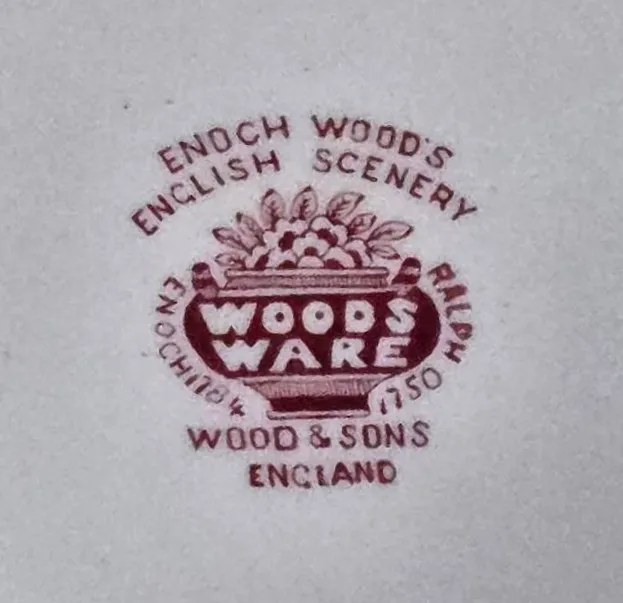 ENOCH WOOD'S
ENGLISH SCENERY
WOODS
WARE
ENOCH 1784
RALPH 1750
WOOD & SONS
ENGLAND